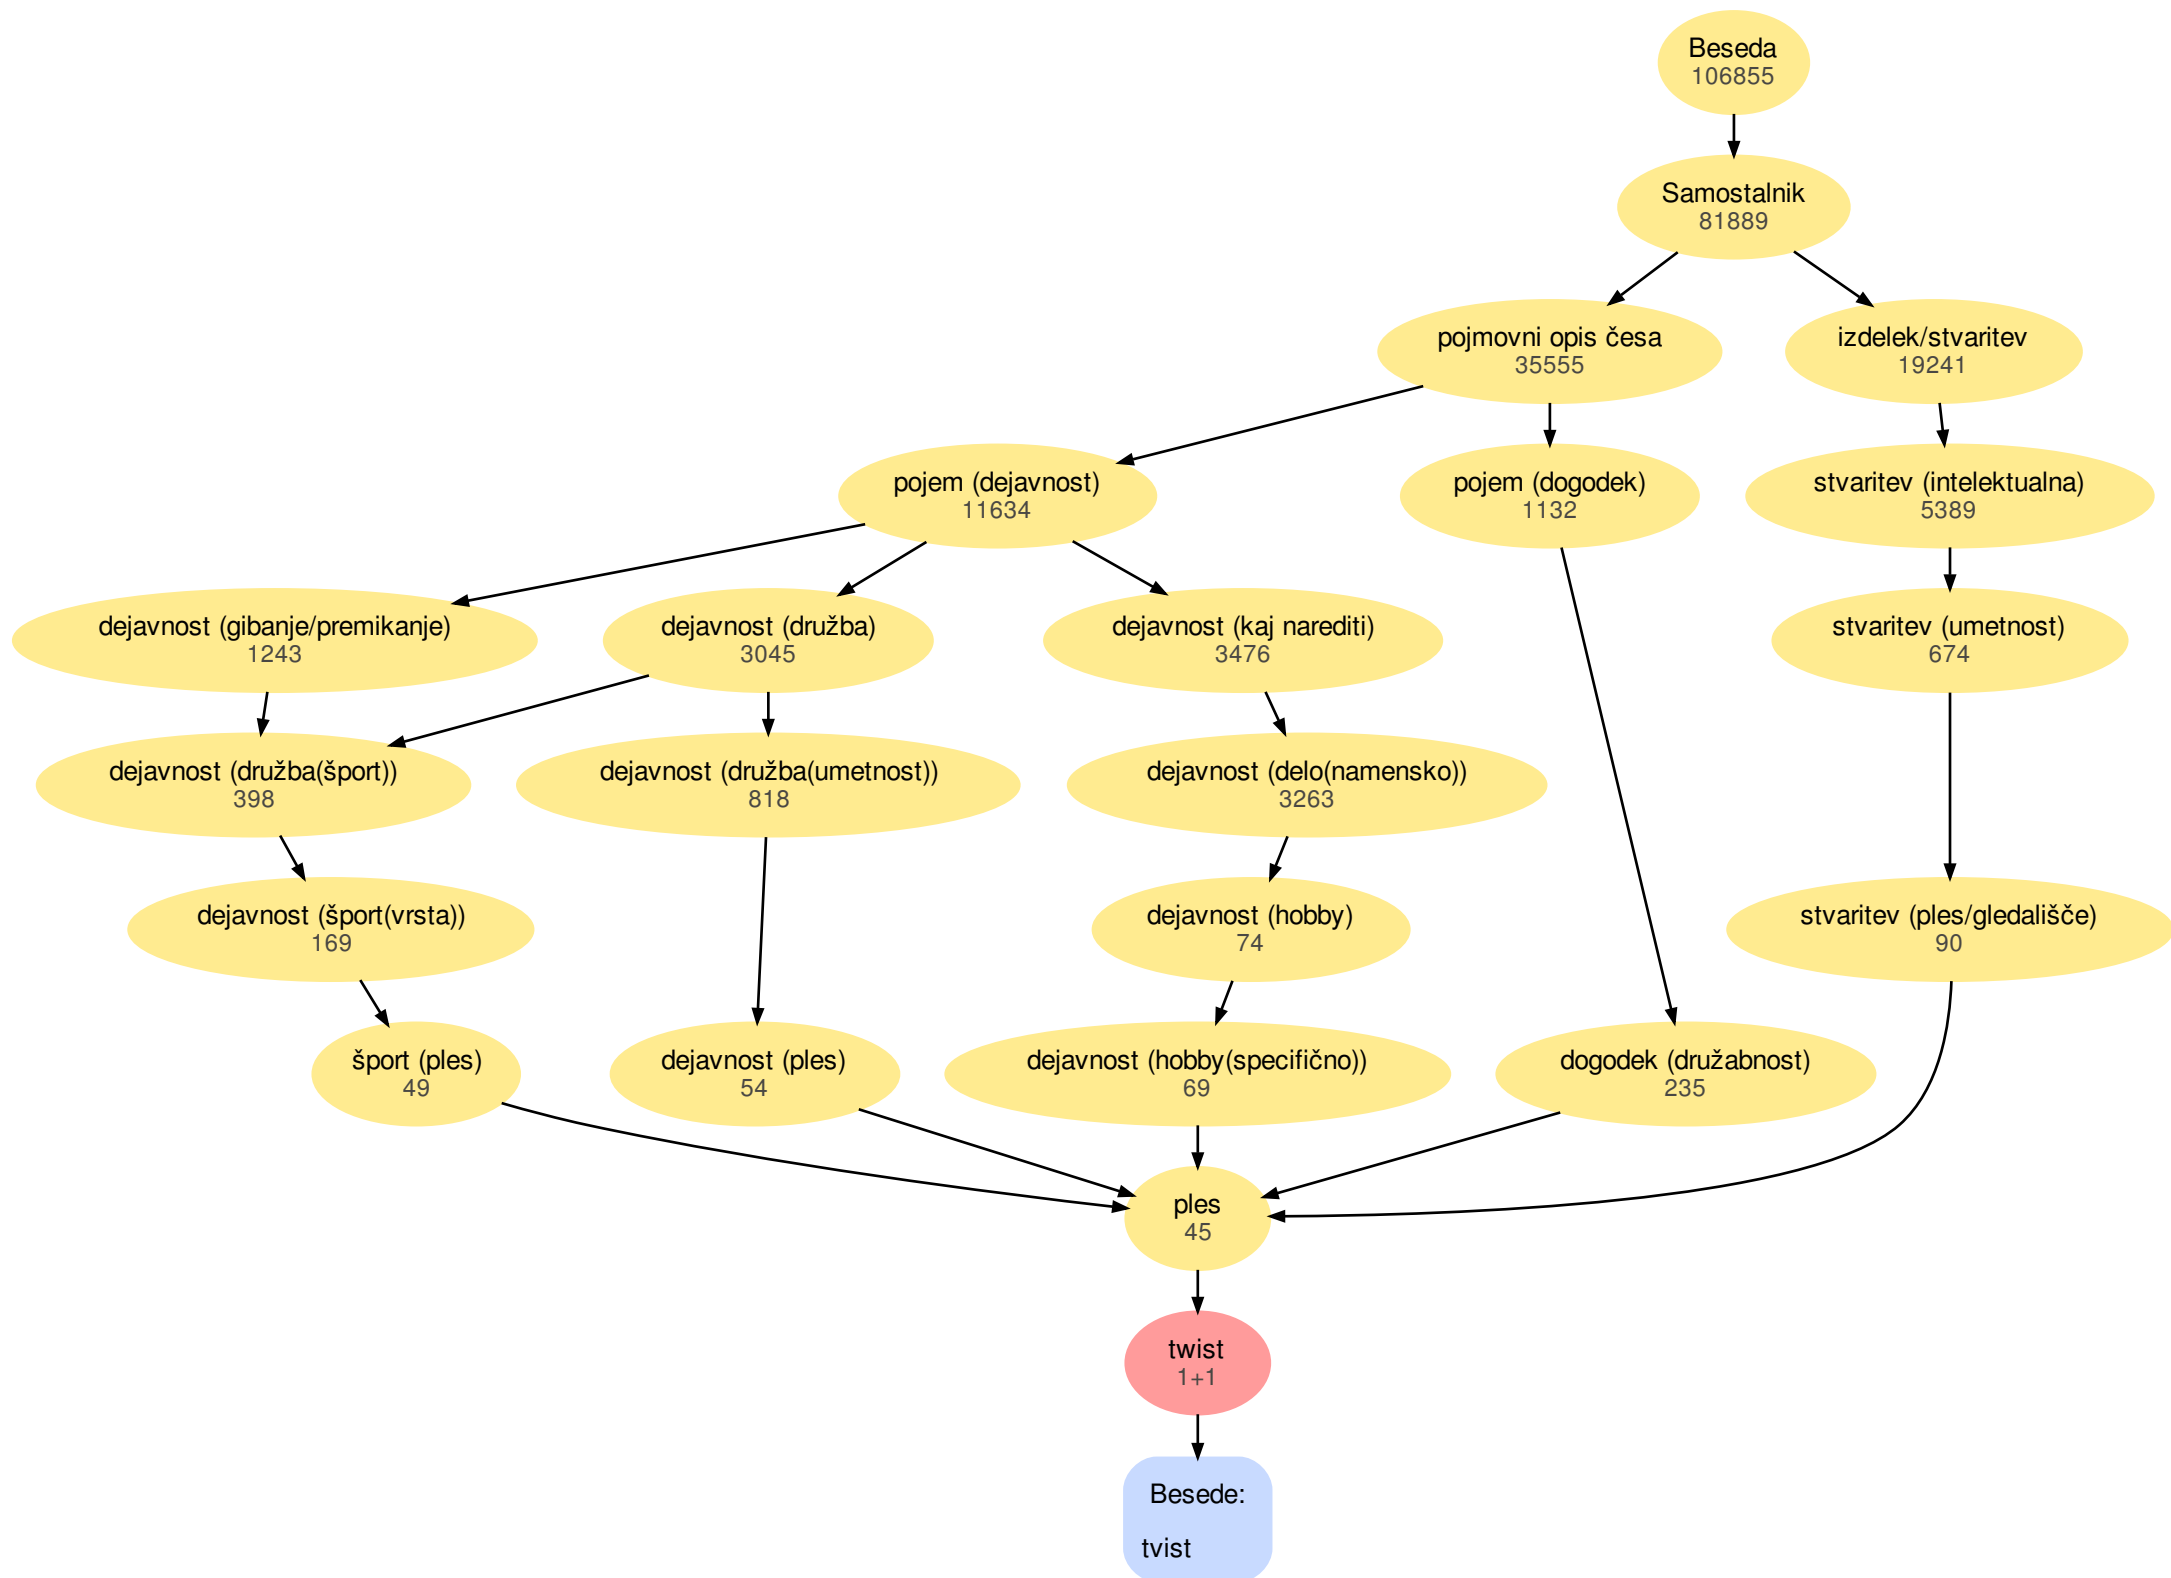 Beseda
106855
Samostalnik
81889
pojmovni opis česa
35555
izdelek/stvaritev
19241
pojem (dejavnost)
11634
pojem (dogodek)
1132
stvaritev (intelektualna)
5389
dejavnost (gibanje/premikanje)
1243
dejavnost (družba)
3045
dejavnost (kaj narediti)
3476
stvaritev (umetnost)
674
dejavnost (družba(šport))
398
dejavnost (družba(umetnost))
818
dejavnost (delo(namensko))
3263
dejavnost (šport(vrsta))
169
dejavnost (hobby)
74
stvaritev (ples/gledališče)
90
šport (ples)
49
dejavnost (ples)
54
dejavnost (hobby(specifično))
69
dogodek (družabnost)
235
ples
45
twist
1+1
Besede:
tvist